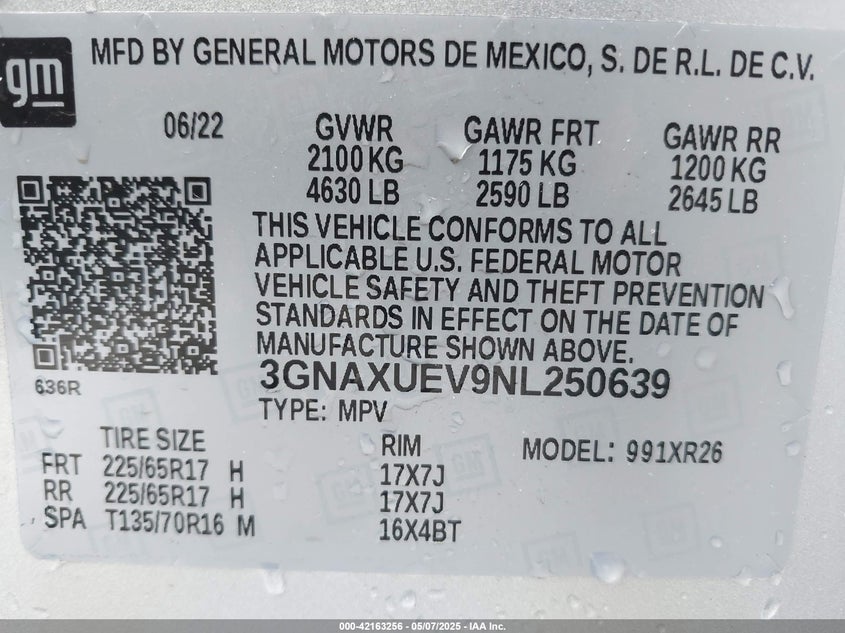 gm
MFD BY GENERAL MOTORS DE MEXICO, S. DE R.L. DE C.V.
06/22 GVWR GAWR FRT GAWR RR
2100 KG 1175 KG 1200 KG
4630 LB 2590 LB 2645 LB
THIS VEHICLE CONFORMS TO ALL
APPLICABLE U.S. FEDERAL MOTOR
VEHICLE SAFETY AND THEFT PREVENTION
STANDARDS IN EFFECT ON THE DATE OF
MANUFACTURE SHOWN ABOVE.
3GNAXUEV9NL250639
636R
TYPE: MPV
TIRE SIZE RIM MODEL: 991XR26
FRT 225/65R17 H 17X7J
RR 225/65R17 H 17X7J
SPA T135/70R16 M 16X4BT
000-42163256 - 05/07/2025 - IAA Inc.